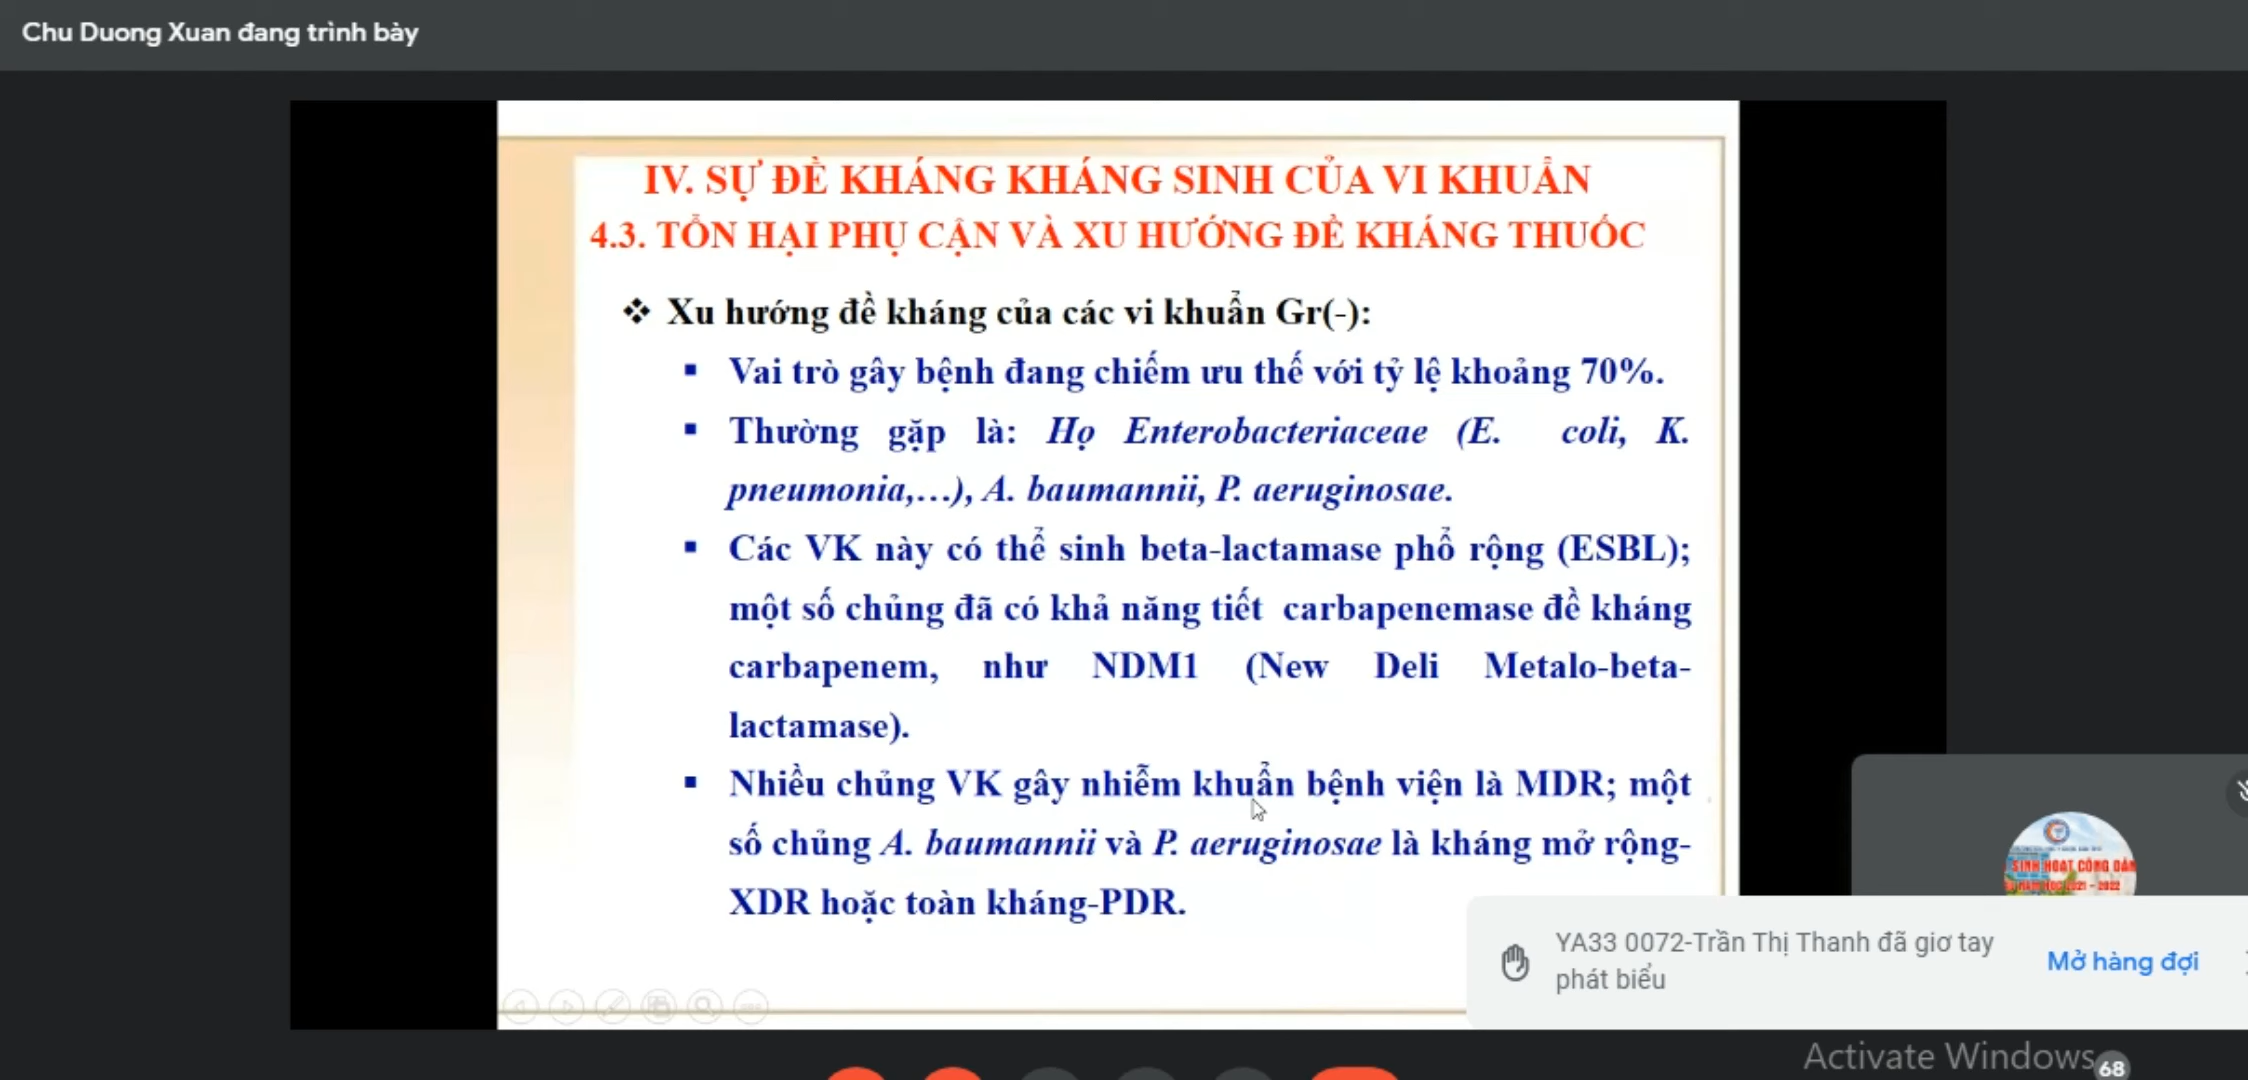 Chu Duong Xuan đang trình bày
IV. SỰ ĐỀ KHÁNG KHÁNG SINH CỦA VI KHUẨN
4.3. TỔN HẠI PHỤ CẬN VÀ XU HƯỚNG ĐỀ KHÁNG THUỐC
❖ Xu hướng đề kháng của các vi khuẩn Gr(-):
▪ Vai trò gây bệnh đang chiếm ưu thế với tỷ lệ khoảng 70%.
▪ Thường gặp là: Họ Enterobacteriaceae (E. coli, K.
pneumonia,…), A. baumannii, P. aeruginosae.
▪ Các VK này có thể sinh beta-lactamase phổ rộng (ESBL);
một số chủng đã có khả năng tiết carbapenemase đề kháng
carbapenem, như NDM1 (New Deli Metalo-beta-
lactamase).
▪ Nhiều chủng VK gây nhiễm khuẩn bệnh viện là MDR; một
số chủng A. baumannii và P. aeruginosae là kháng mở rộng-
XDR hoặc toàn kháng-PDR.
SINH HOẠT CÔNG DÂN
2021 - 2022
YA33 0072-Trần Thị Thanh đã giơ tay
phát biểu
Mở hàng đợi
Activate Windows
68